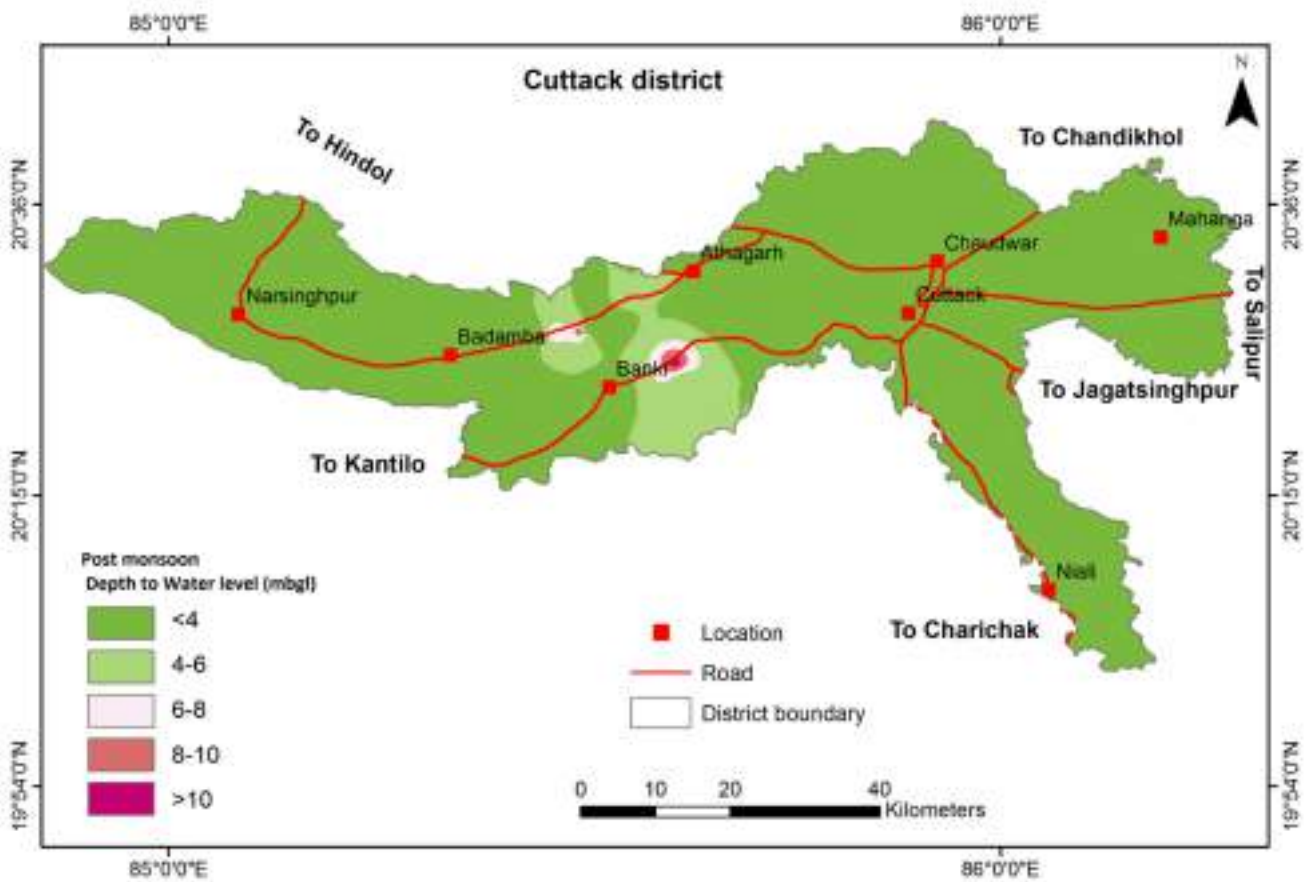 85°0'0"E
86°0'0"E
Cuttack district
N
To Hindol
To Chandikhol
20°36'0"N
20°36'0"N
Mahanga
Chaudwar
Athagarh
Narsinghpur
Cuttack
To Salipur
Badamba
Banki
To Jagatsinghpur
To Kantilo
20°15'0"N
20°15'0"N
Post monsoon
Depth to Water level (mbgl)
Niali
<4
To Charichak
Location
4-6
Road
6-8
District boundary
8-10
>10
0 10 20 40
Kilometers
19°54'0"N
19°54'0"N
85°0'0"E
86°0'0"E